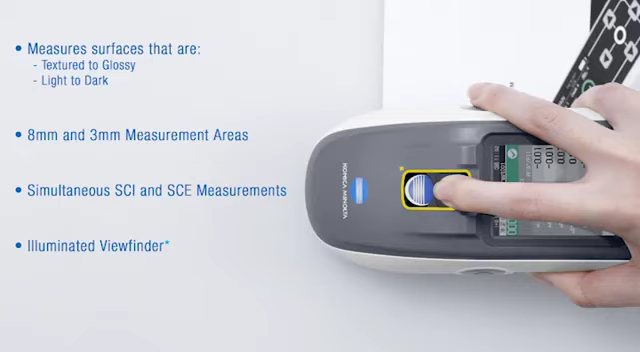 • Measures surfaces that are:
- Textured to Glossy
- Light to Dark
• 8mm and 3mm Measurement Areas
• Simultaneous SCI and SCE Measurements
• Illuminated Viewfinder*
*
KONICA MINOLTA